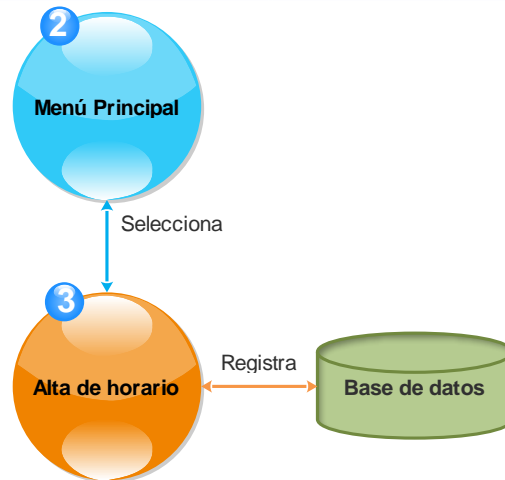 2
Menú Principal
Selecciona
3
Registra
Alta de horario
Base de datos